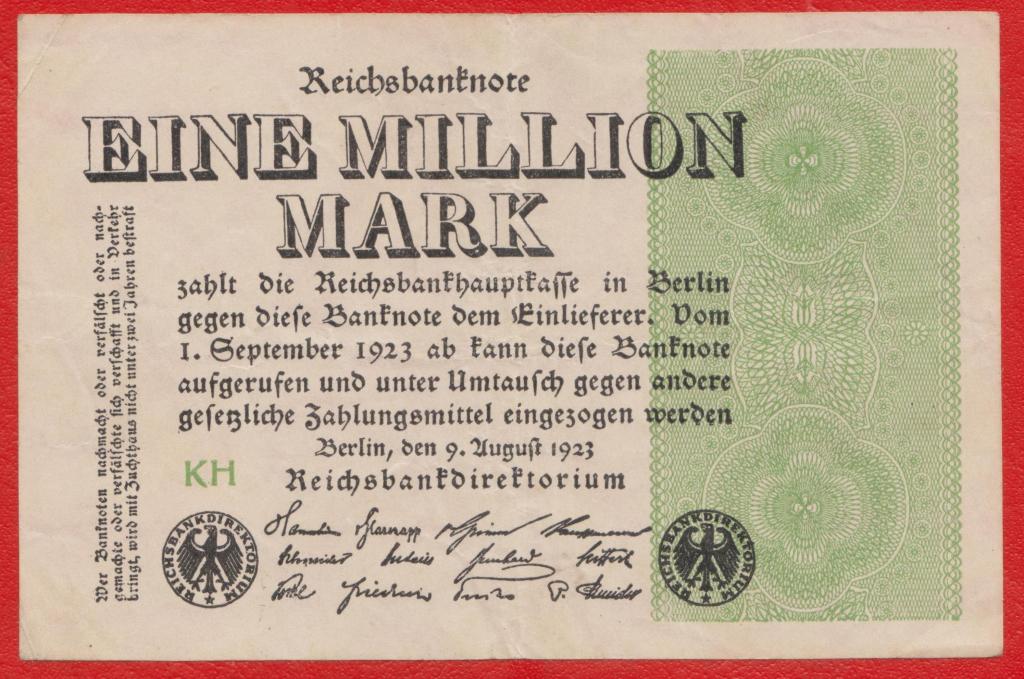 Reichsbanknote
EINE MILLION
MARK
zahlt die Reichsbankhauptkasse in Berlin
gegen diese Banknote dem Einlieferer. Vom
1. September 1923 ab kann diese Banknote
aufgerufen und unter Umtausch gegen andere
gesetzliche Zahlungsmittel eingezogen werden
Berlin, den 9. August 1923
Reichsbankdirektorium
KH
Wer Banknoten nachmacht oder verfälscht oder nach-
gemachte oder verfälschte sich verschafft und in Verkehr
bringt, wird mit Zuchthaus nicht unter zwei Jahren bestraft
REICHSBANKDIREKTORIUM
REICHSBANKDIREKTORIUM